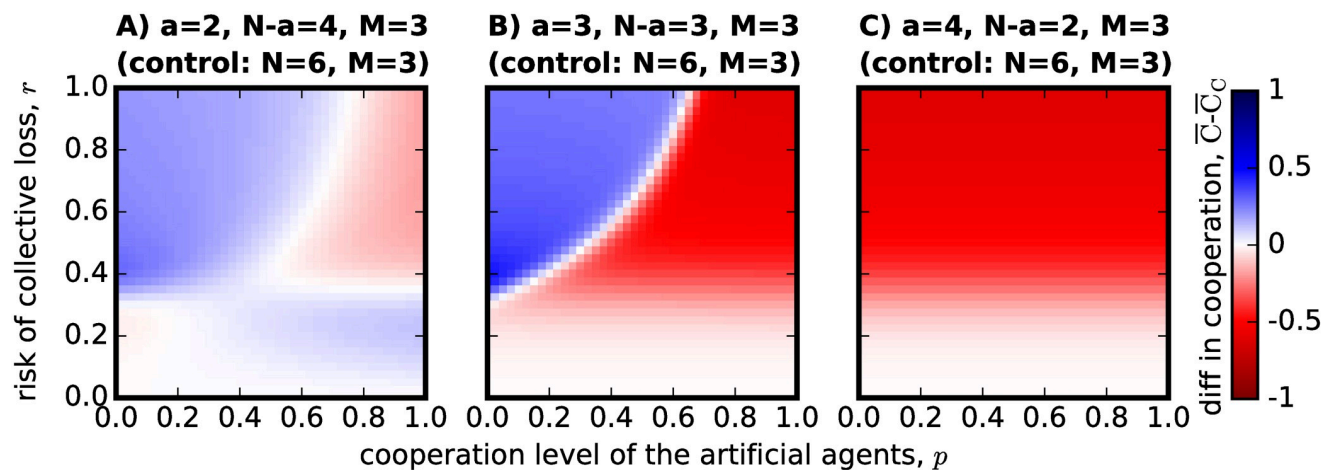 A) a=2, N-a=4, M=3
(control: N=6, M=3)
B) a=3, N-a=3, M=3
(control: N=6, M=3)
C) a=4, N-a=2, M=3
(control: N=6, M=3)
risk of collective loss, r
1.0
0.8
0.6
0.4
0.2
0.0
0.0 0.2 0.4 0.6 0.8 1.0
0.0 0.2 0.4 0.6 0.8 1.0
0.0 0.2 0.4 0.6 0.8 1.0
cooperation level of the artificial agents, p
diff in cooperation, C̅-C̅_C
1
0.5
0
-0.5
-1